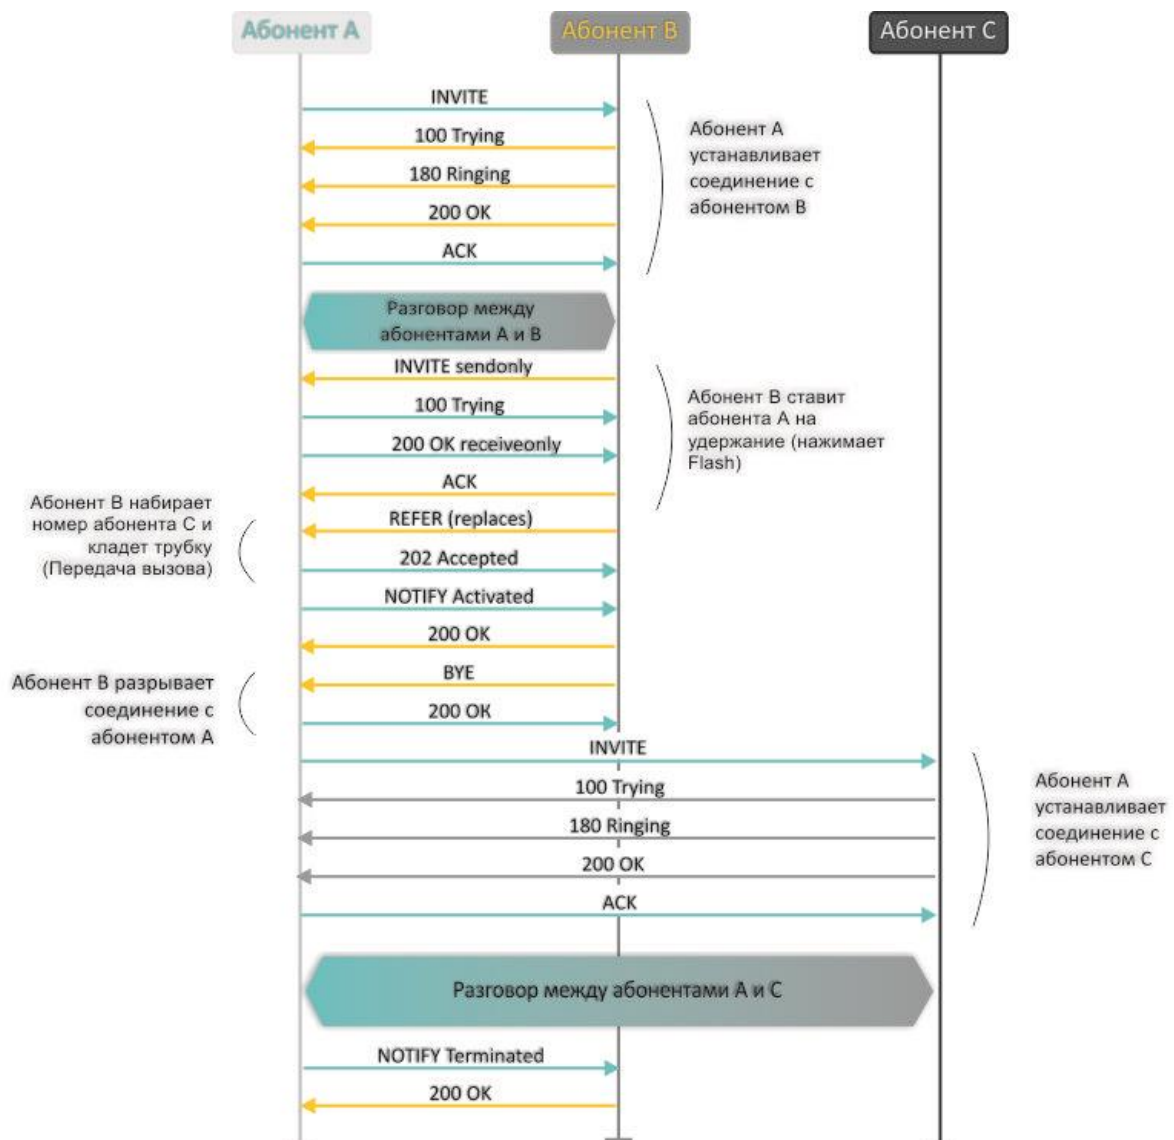 Абонент A
Абонент B
Абонент C
INVITE
100 Trying
180 Ringing
200 OK
ACK
Абонент A
устанавливает
соединение с
абонентом B
Разговор между
абонентами A и B
INVITE sendonly
100 Trying
200 OK receiveonly
ACK
Абонент B ставит
абонента A на
удержание (нажимает
Flash)
Абонент B набирает
номер абонента C и
кладет трубку
(Передача вызова)
REFER (replaces)
202 Accepted
NOTIFY Activated
200 OK
BYE
200 OK
Абонент B разрывает
соединение с
абонентом A
INVITE
100 Trying
180 Ringing
200 OK
ACK
Абонент A
устанавливает
соединение с
абонентом C
Разговор между абонентами A и C
NOTIFY Terminated
200 OK